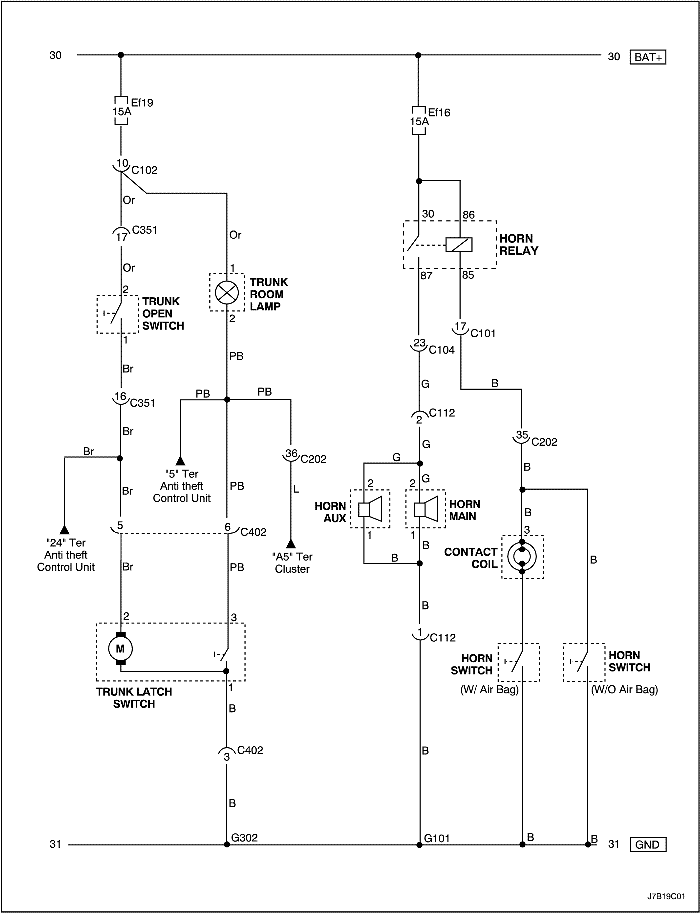 30
30 BAT+
Ef19
15A
Ef16
15A
10 C102
Or
17 C351
Or
Or
2
TRUNK
OPEN
SWITCH
1
1
TRUNK
ROOM
LAMP
2
30
86
HORN
RELAY
87
85
Br
PB
23 C104
17 C101
G
B
16 C351
PB
PB
2 C112
Br
Br
36 C202
35 C202
G
G
B
"5" Ter
Anti theft
Control Unit
L
Br
PB
2
HORN
AUX
1
2
G
HORN
MAIN
1
B
3
B
5
6 C402
"24" Ter
Anti theft
Control Unit
"A5" Ter
Cluster
B
B
CONTACT
COIL
Br
PB
B
2
3
1 C112
M
TRUNK LATCH
SWITCH
1
B
HORN
SWITCH
(W/ Air Bag)
HORN
SWITCH
(W/O Air Bag)
3 C402
B
B
31
G302
G101
B
B
31 GND
J7B19C01